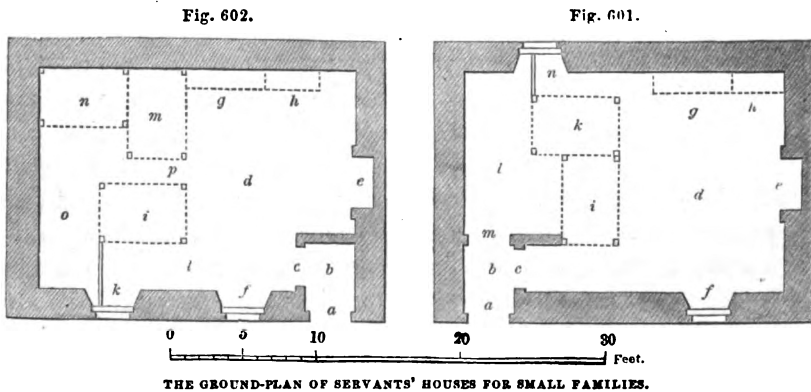 Fig. 602.
Fig. 601.
n
m
g
h
p
d
e
o
i
l
c
b
k
f
a
n
g
h
k
l
d
e
i
m
b
c
f
a
0 5 10 20 30
Feet.
THE GROUND-PLAN OF SERVANTS' HOUSES FOR SMALL FAMILIES.